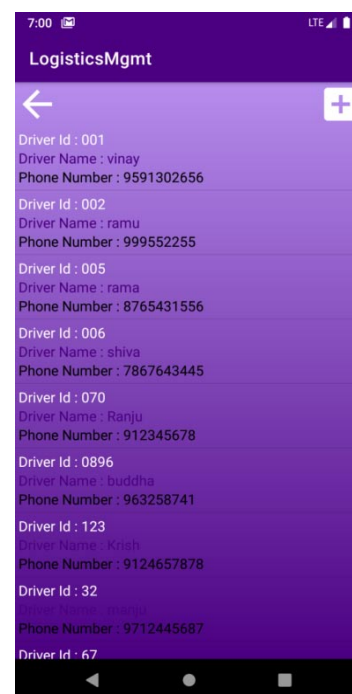 7:00 LTE
LogisticsMgmt
Driver Id : 001
Driver Name : vinay
Phone Number : 9591302656
Driver Id : 002
Driver Name : ramu
Phone Number : 999552255
Driver Id : 005
Driver Name : rama
Phone Number : 8765431556
Driver Id : 006
Driver Name : shiva
Phone Number : 7867643445
Driver Id : 070
Driver Name : Ranju
Phone Number : 912345678
Driver Id : 0896
Driver Name : buddha
Phone Number : 963258741
Driver Id : 123
Driver Name : Krish
Phone Number : 9124657878
Driver Id : 32
Driver Name : manju
Phone Number : 9712445687
Driver Id : 67